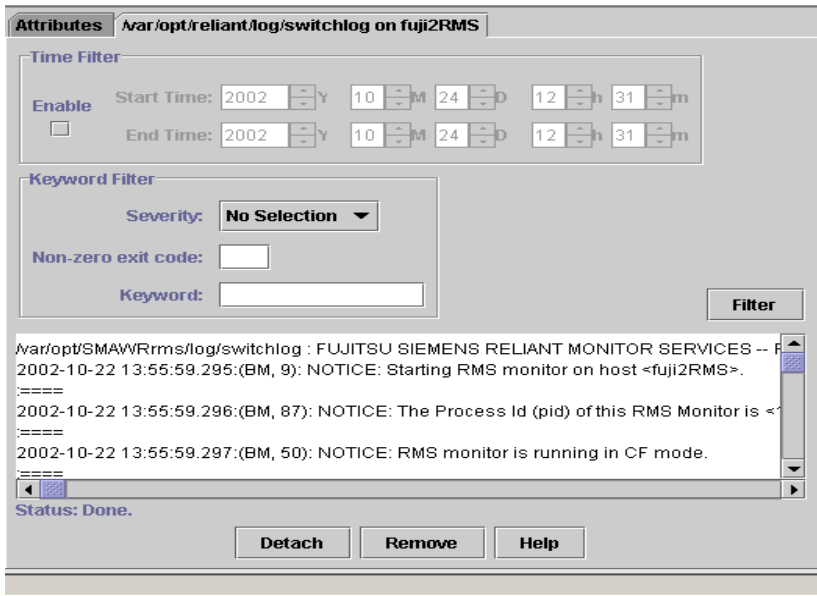 Attributes /var/opt/reliant/log/switchlog on fuji2RMS
Time Filter
Enable
Start Time: 2002 Y 10 M 24 D 12 h 31 m
End Time: 2002 Y 10 M 24 D 12 h 31 m
Keyword Filter
Severity: No Selection
Non-zero exit code:
Keyword:
Filter
/var/opt/SMAWRrms/log/switchlog : FUJITSU SIEMENS RELIANT MONITOR SERVICES --
2002-10-22 13:55:59.295:(BM, 9): NOTICE: Starting RMS monitor on host <fuji2RMS>.
:====
2002-10-22 13:55:59.296:(BM, 87): NOTICE: The Process Id (pid) of this RMS Monitor is
:====
2002-10-22 13:55:59.297:(BM, 50): NOTICE: RMS monitor is running in CF mode.
:====
Status: Done.
Detach Remove Help